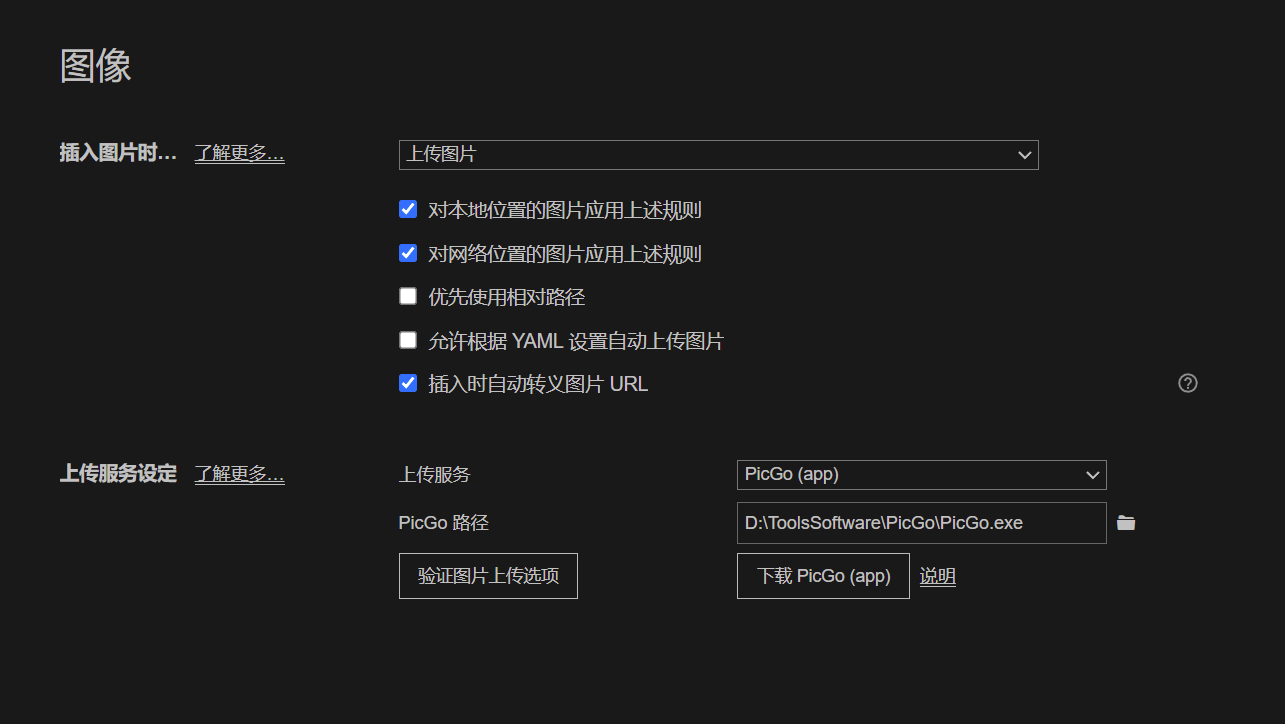 图像
插入图片时... 了解更多... 上传图片
对本地位置的图片应用上述规则
对网络位置的图片应用上述规则
优先使用相对路径
允许根据 YAML 设置自动上传图片
插入时自动转义图片 URL
上传服务设定 了解更多... 上传服务 PicGo (app)
PicGo 路径 D:\ToolsSoftware\PicGo\PicGo.exe
验证图片上传选项 下载 PicGo (app) 说明